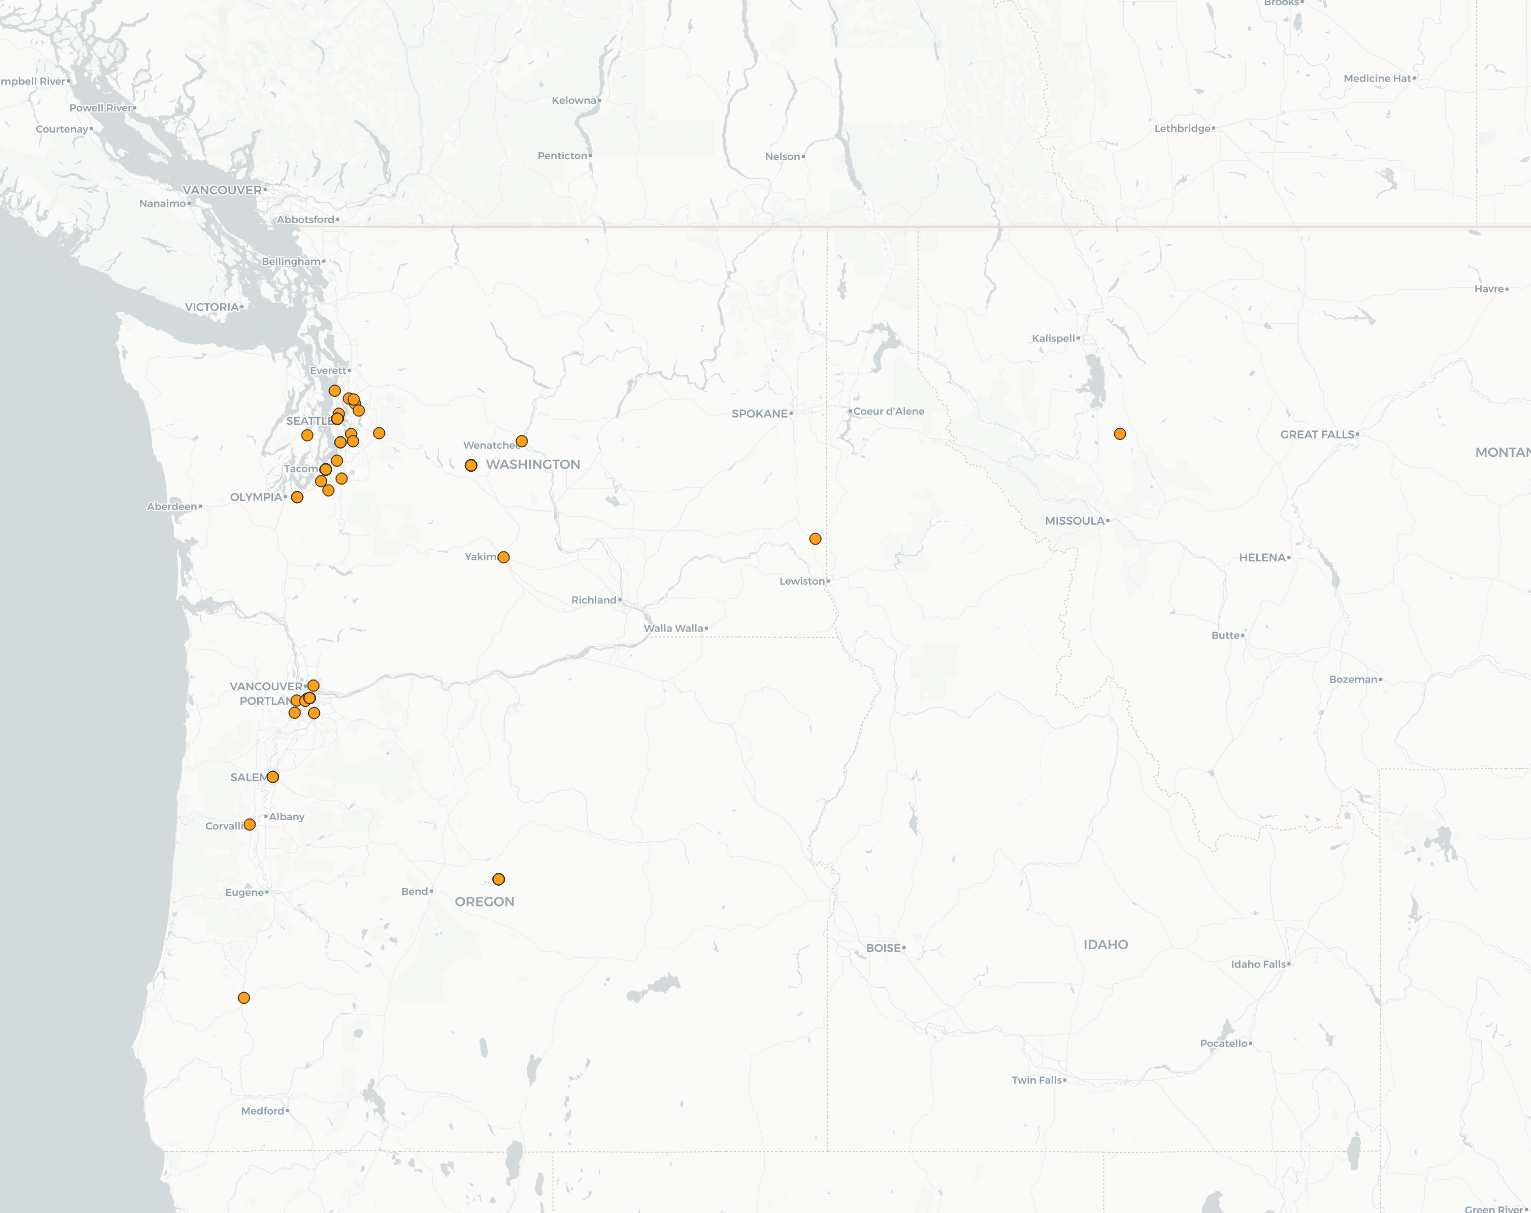 Brooks
mpbell River
Medicine Hat
Kelowna
Powell River
Courtenay
Lethbridge
Penticton
Nelson
VANCOUVER
Nanaimo
Abbotsford
Bellingham
Havre
VICTORIA
Kalispell
Everett
SPOKANE
Coeur d'Alene
SEATTLE
GREAT FALLS
Wenatchee
MONTAN
WASHINGTON
Tacom
OLYMPIA
Aberdeen
MISSOULA
Yakim
HELENA
Lewiston
Richland
Walla Walla
Butte
Bozeman
VANCOUVER
PORTLAN
SALEM
Albany
Corvalli
Eugene
Bend
OREGON
IDAHO
BOISE
Idaho Falls
Pocatello
Twin Falls
Medford
Green River